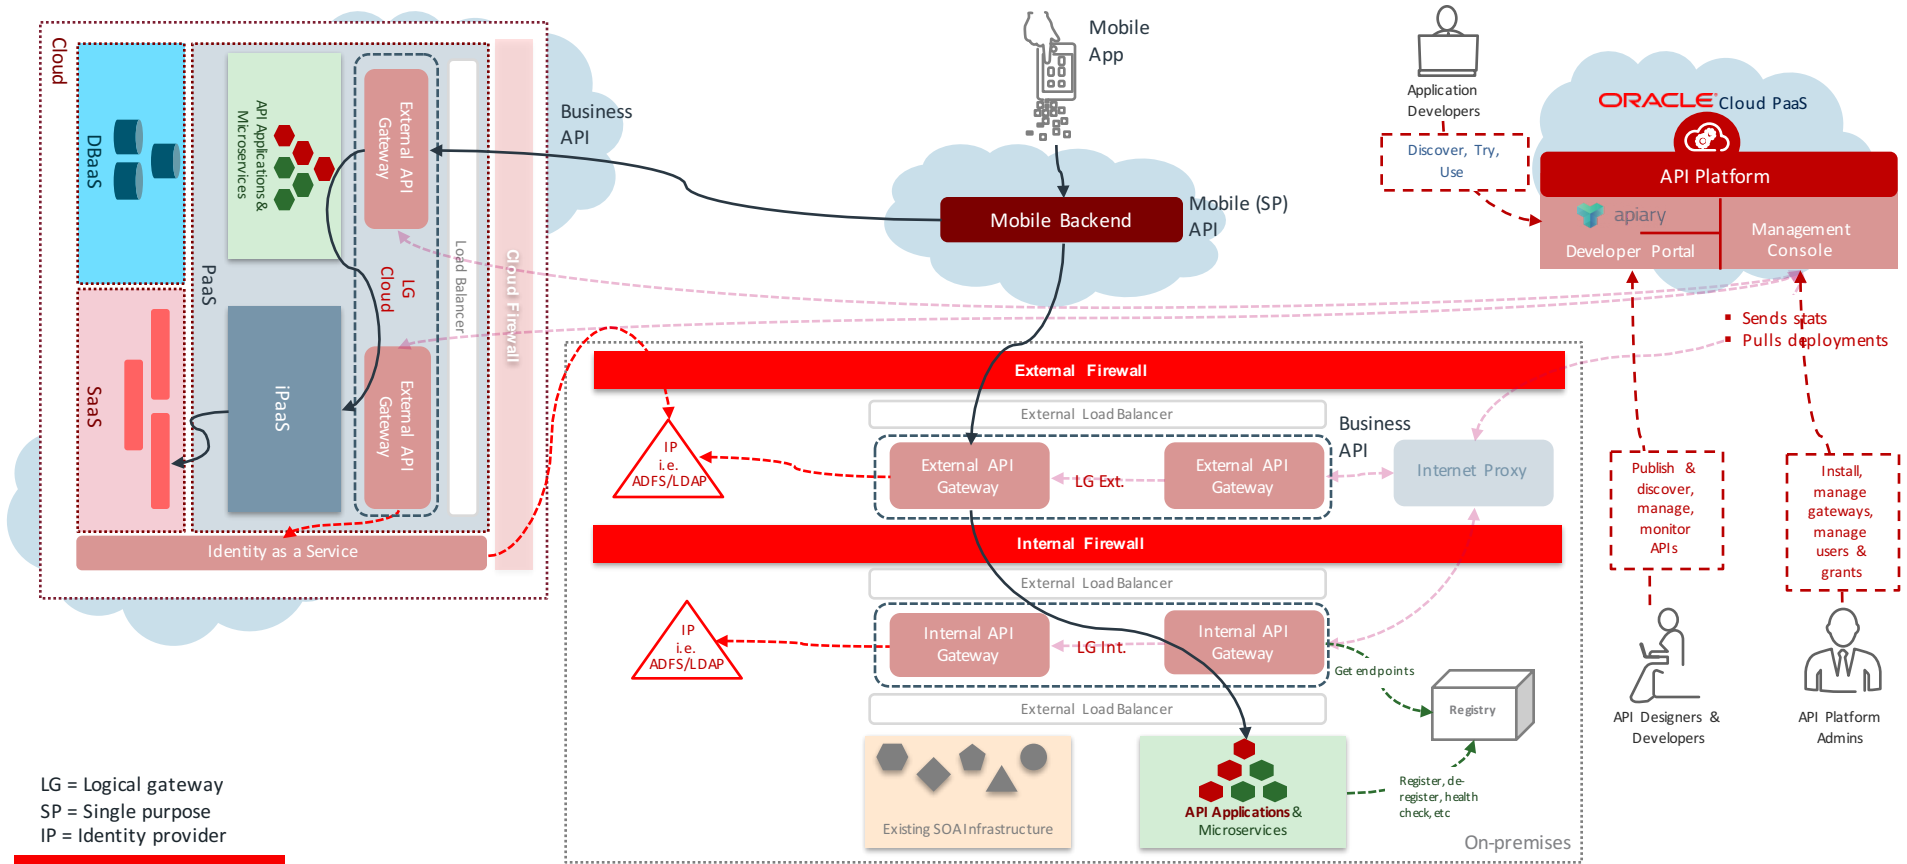 Cloud
DBaaS
SaaS
PaaS
API Applications &
Microservices
External API
Gateway
LG
Cloud
iPaaS
External API
Gateway
Load Balancer
Cloud Firewall
Identity as a Service
Business
API
Mobile
App
Mobile Backend
Mobile (SP)
API
Application
Developers
Discover, Try,
Use
ORACLE® Cloud PaaS
API Platform
apiary
Developer Portal
Management
Console
▪ Sends stats
▪ Pulls deployments
External Firewall
External Load Balancer
Business
API
IP
i.e.
ADFS/LDAP
External API
Gateway
LG Ext.
External API
Gateway
Internet Proxy
Internal Firewall
External Load Balancer
IP
i.e.
ADFS/LDAP
Internal API
Gateway
LG Int.
Internal API
Gateway
Get endpoints
External Load Balancer
Registry
Existing SOA Infrastructure
API Applications &
Microservices
Register, de-
register, health
check, etc
On-premises
Publish &
discover,
manage,
monitor
APIs
Install,
manage
gateways,
manage
users &
grants
API Designers &
Developers
API Platform
Admins
LG = Logical gateway
SP = Single purpose
IP = Identity provider